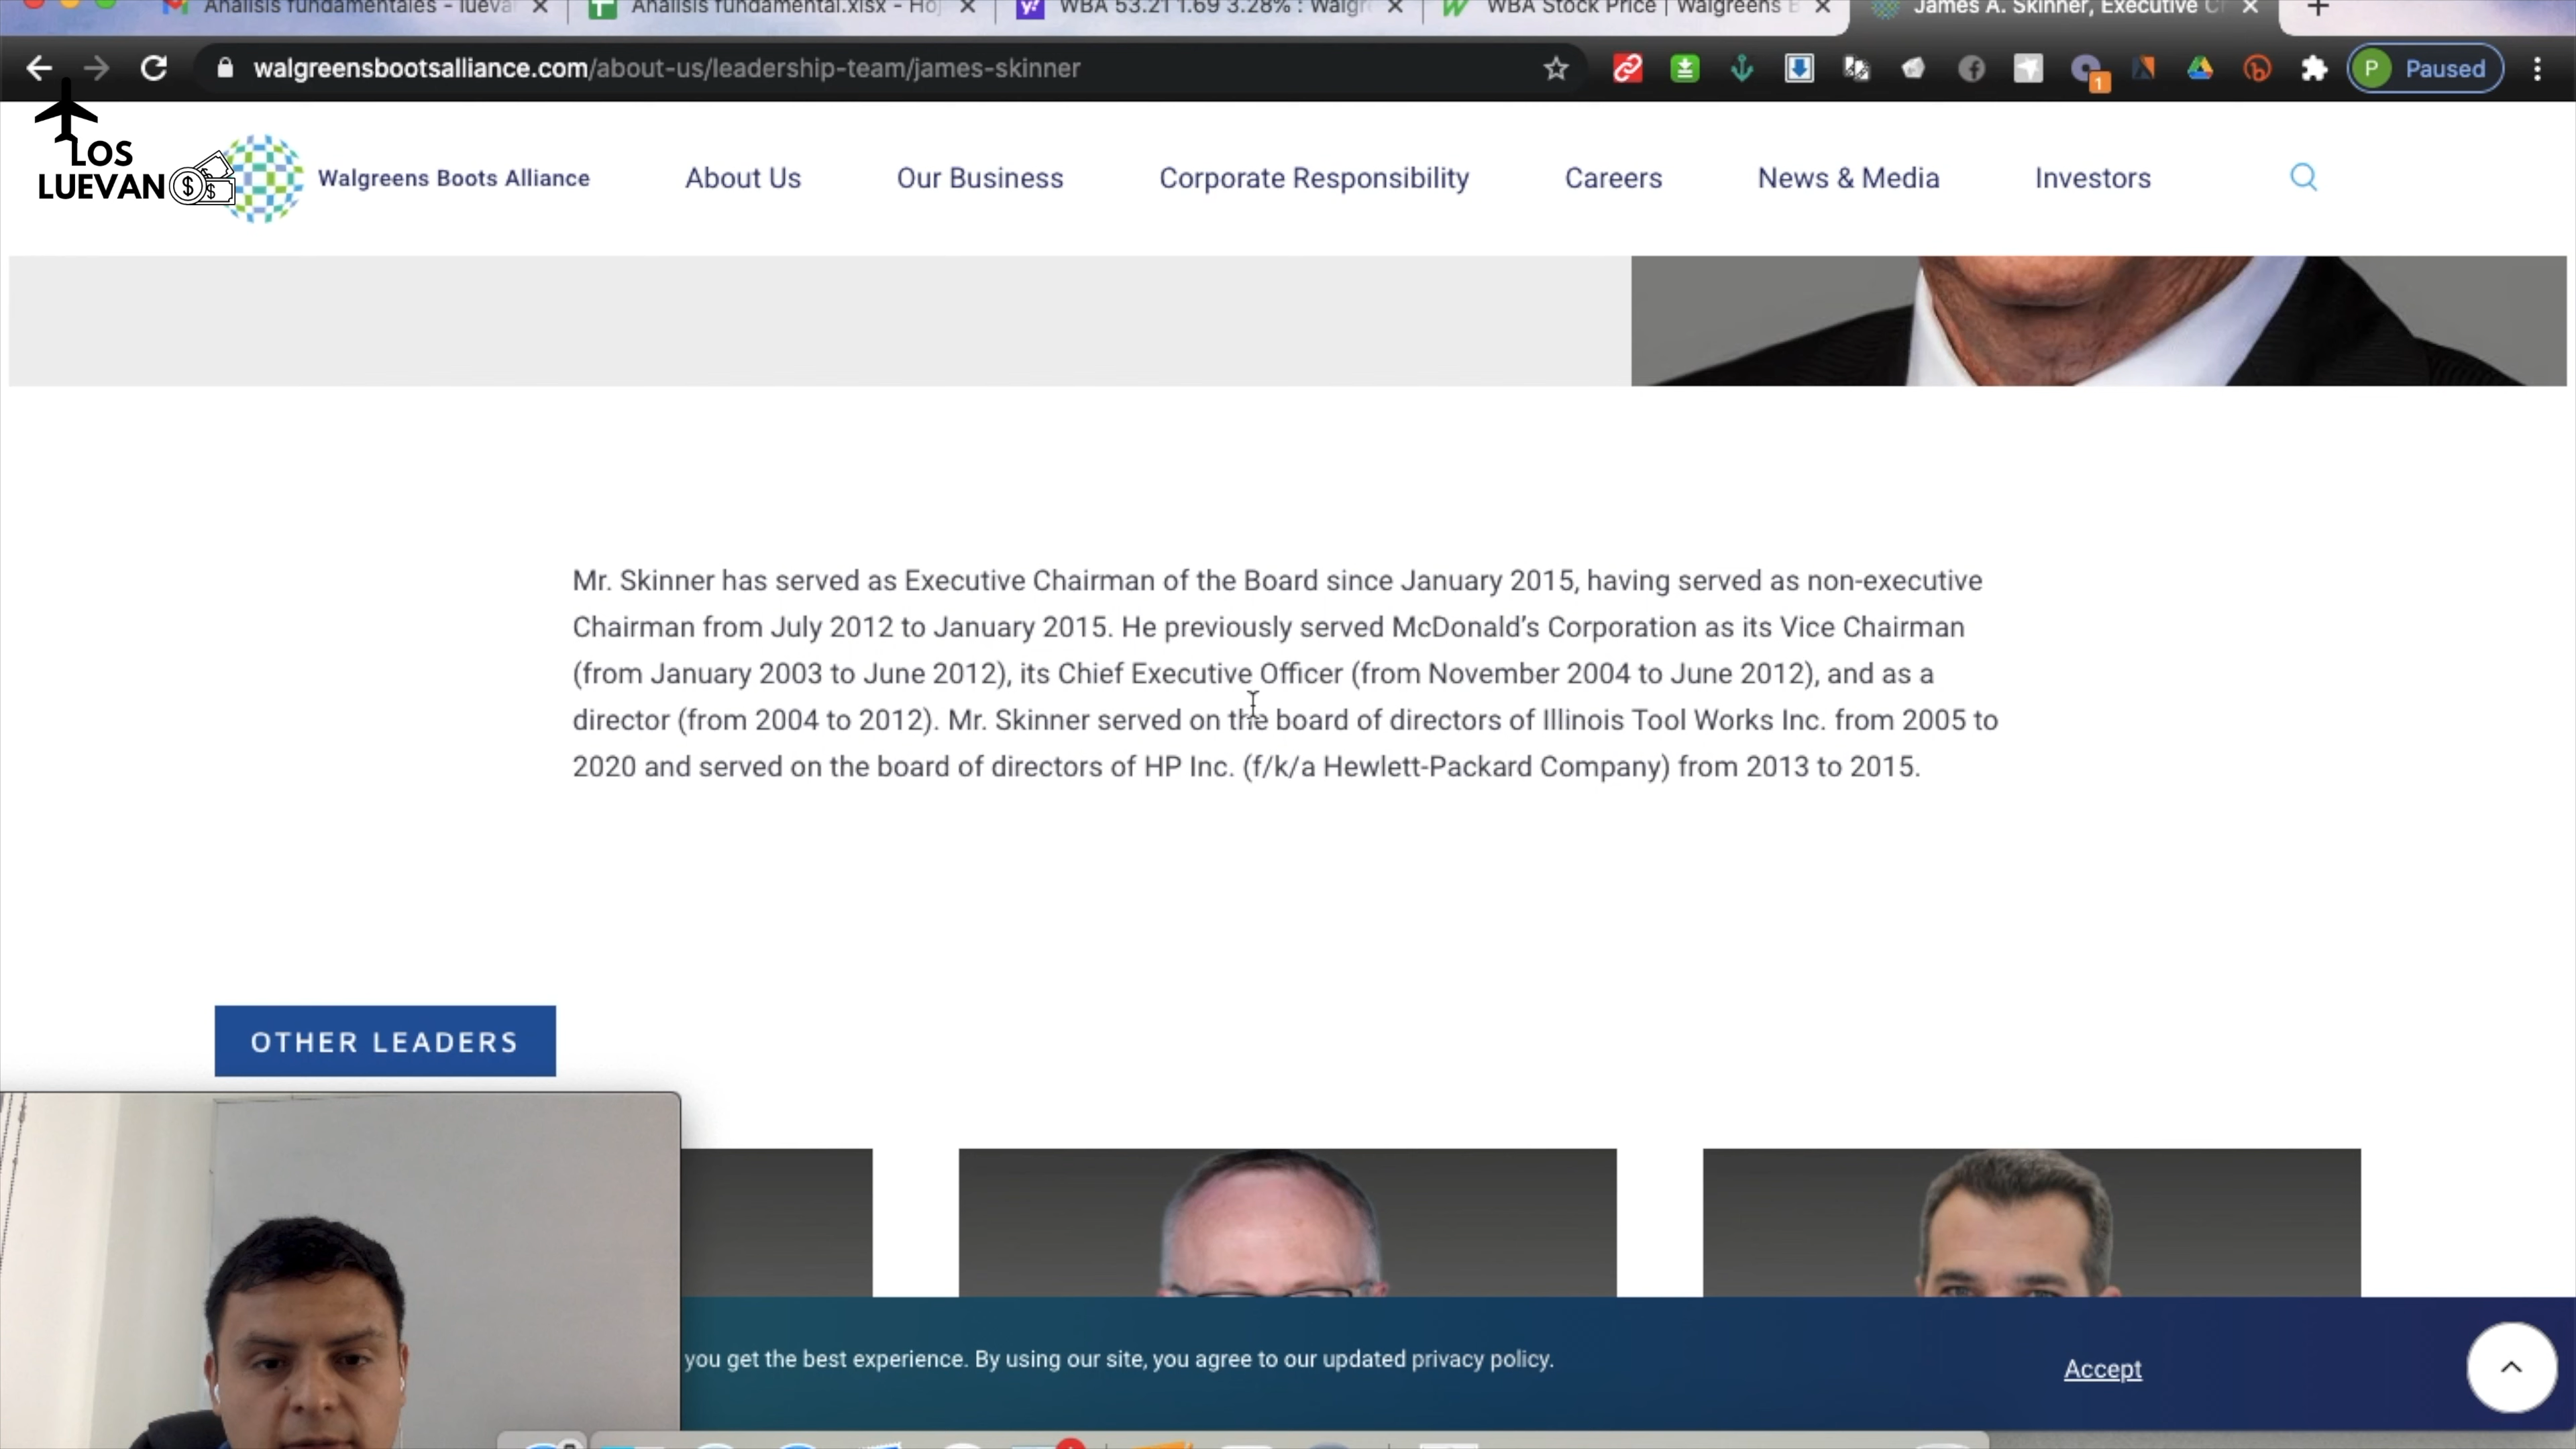 Análisis fundamentales - lueva
Análisis fundamental.xlsx - Hoj
WBA 53.21 1.69 3.28% : Walgr
WBA Stock Price | Walgreens B
James A. Skinner, Executive C
walgreensbootsalliance.com/about-us/leadership-team/james-skinner
1
P
Paused
LOS
LUEVAN
$ $
Walgreens Boots Alliance
About Us
Our Business
Corporate Responsibility
Careers
News & Media
Investors
Mr. Skinner has served as Executive Chairman of the Board since January 2015, having served as non-executive
Chairman from July 2012 to January 2015. He previously served McDonald’s Corporation as its Vice Chairman
(from January 2003 to June 2012), its Chief Executive Officer (from November 2004 to June 2012), and as a
director (from 2004 to 2012). Mr. Skinner served on the board of directors of Illinois Tool Works Inc. from 2005 to
2020 and served on the board of directors of HP Inc. (f/k/a Hewlett-Packard Company) from 2013 to 2015.
OTHER LEADERS
you get the best experience. By using our site, you agree to our updated privacy policy.
Accept